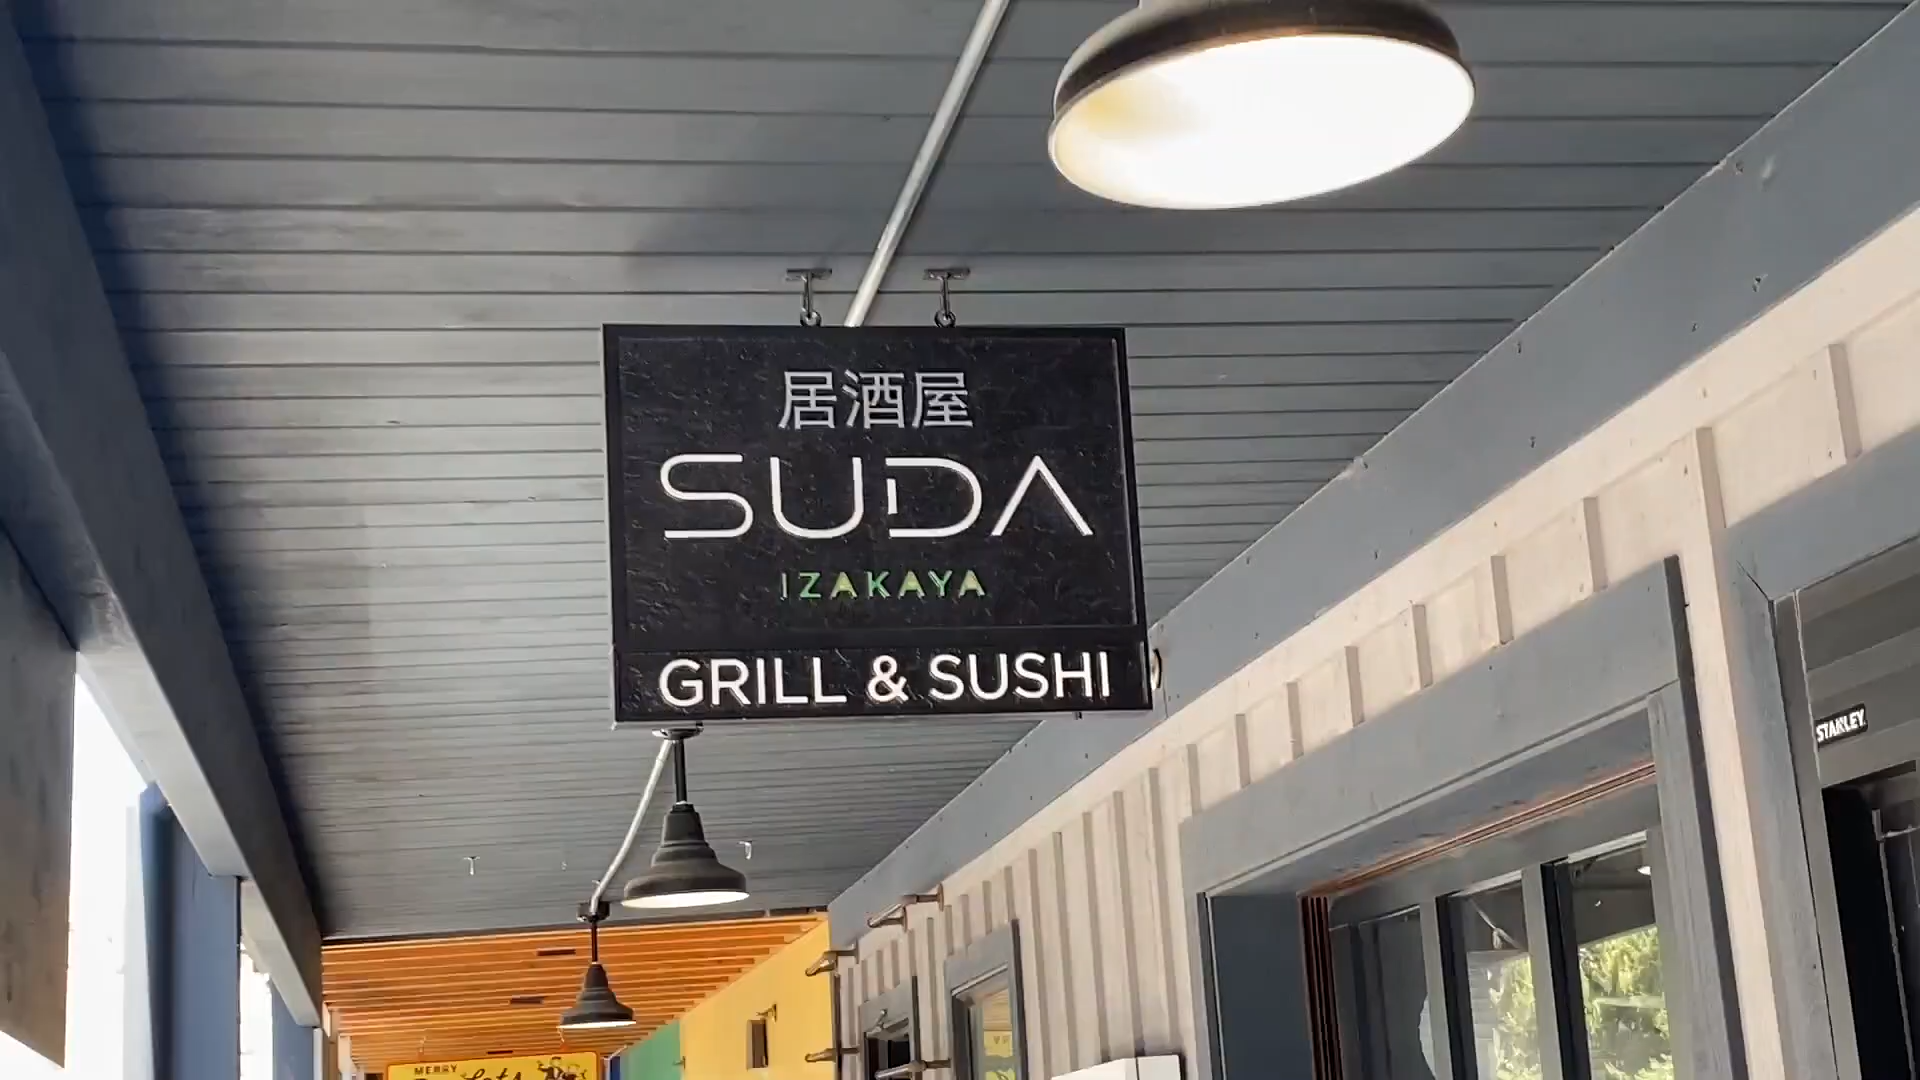 居酒屋
SUDA
IZAKAYA
GRILL & SUSHI
STANLEY
MERRY